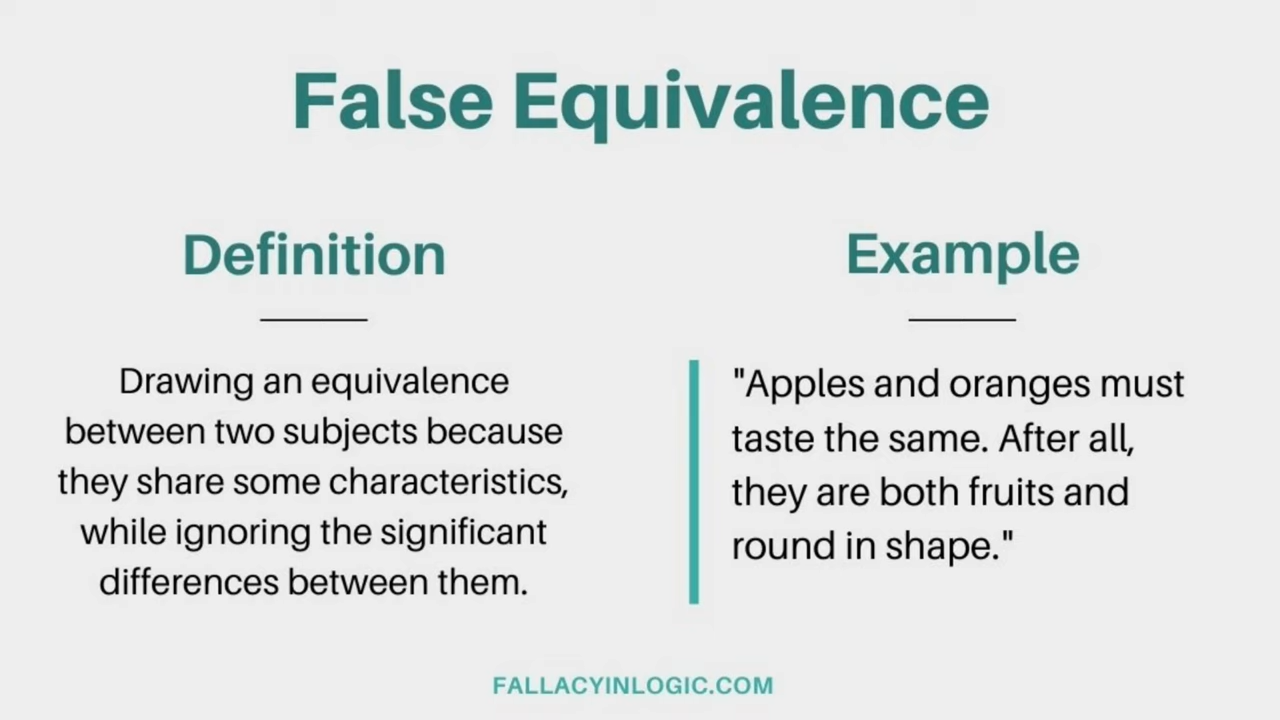 False Equivalence
Definition
Drawing an equivalence
between two subjects because
they share some characteristics,
while ignoring the significant
differences between them.
Example
"Apples and oranges must
taste the same. After all,
they are both fruits and
round in shape."
FALLACYINLOGIC.COM